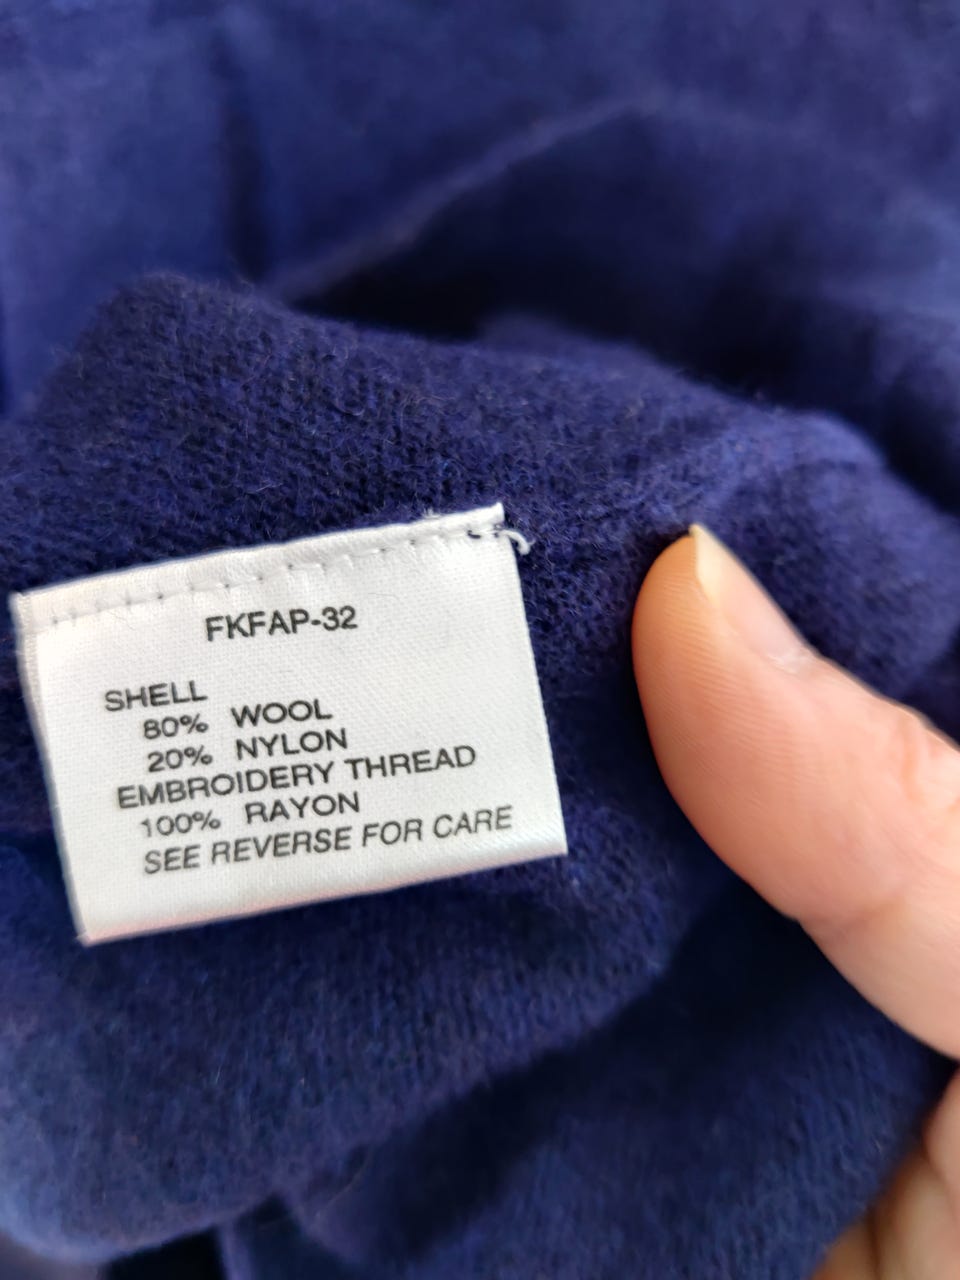 FKFAP-32
SHELL
80% WOOL
20% NYLON
EMBROIDERY THREAD
100% RAYON
SEE REVERSE FOR CARE